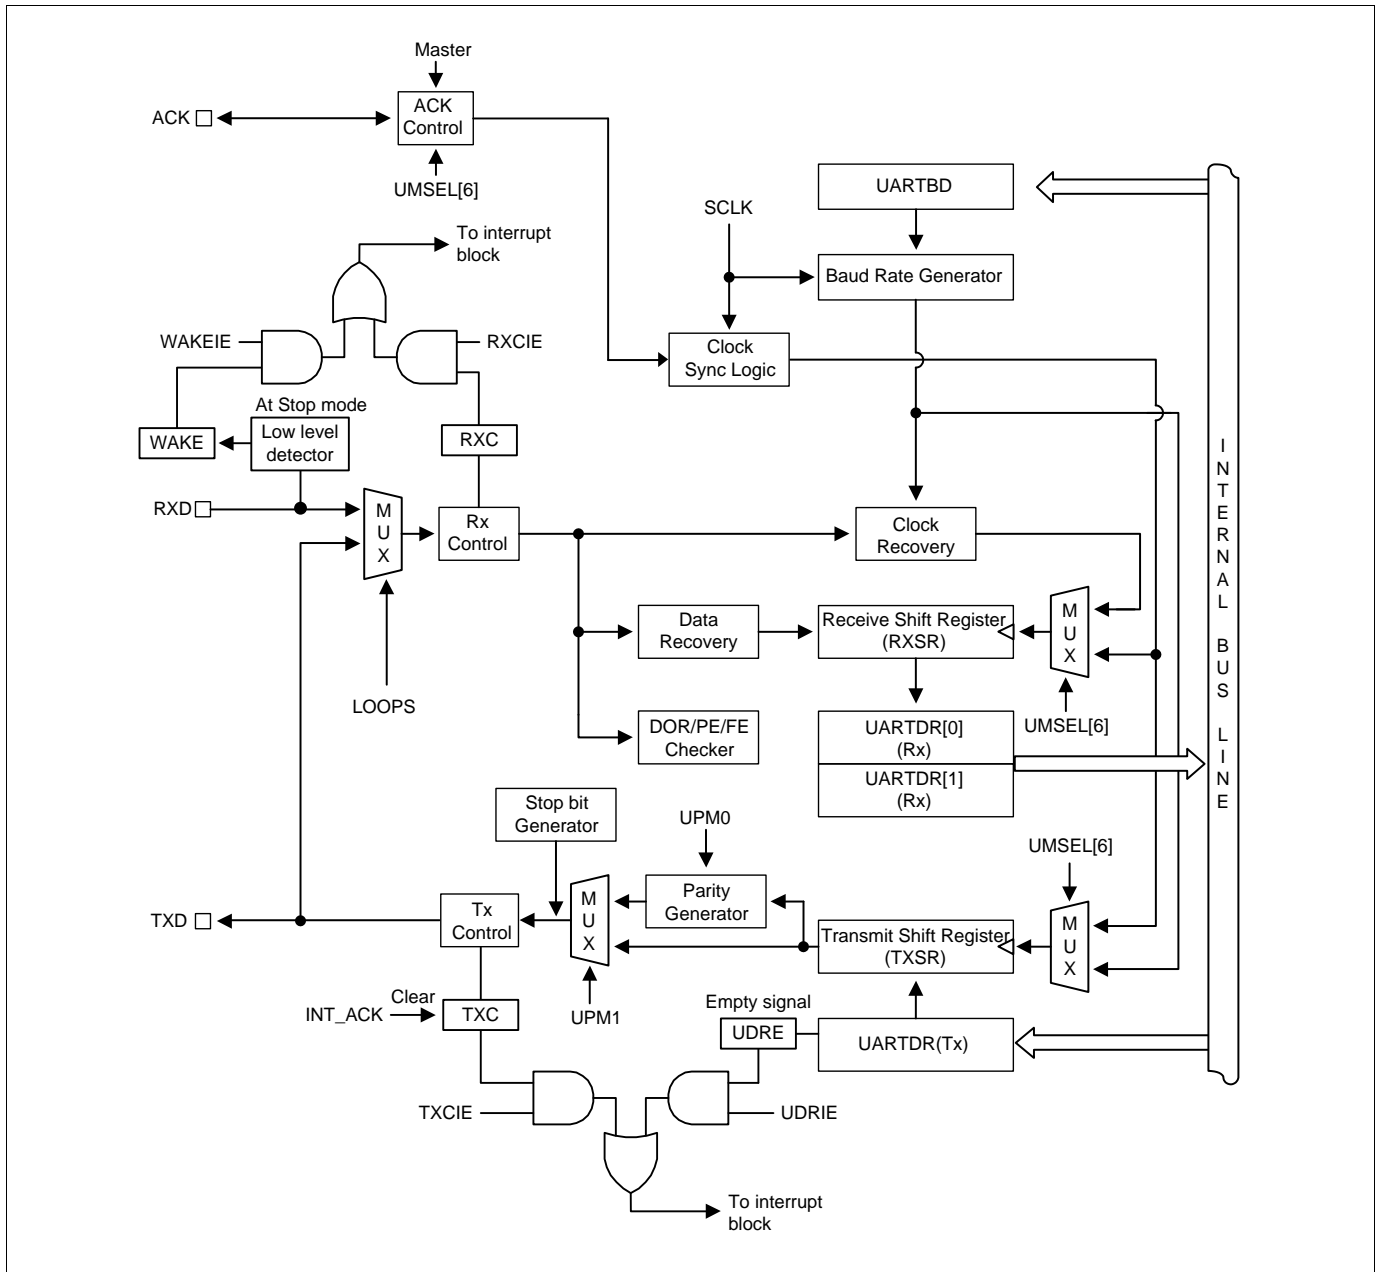 Master
ACK
ACK
Control
UMSEL[6]
To interrupt
block
SCLK
UARTBD
Baud Rate Generator
WAKEIE
RXCIE
Clock
Sync Logic
At Stop mode
WAKE
Low level
detector
RXC
RXD
M
U
X
Rx
Control
Clock
Recovery
LOOPS
Data
Recovery
Receive Shift Register
(RXSR)
M
U
X
UMSEL[6]
DOR/PE/FE
Checker
UARTDR[0]
(Rx)
UARTDR[1]
(Rx)
I
N
T
E
R
N
A
L
B
U
S
L
I
N
E
Stop bit
Generator
UPM0
UMSEL[6]
TXD
Tx
Control
M
U
X
Parity
Generator
Transmit Shift Register
(TXSR)
M
U
X
INT_ACK
Clear
TXC
UPM1
Empty signal
UDRE
UARTDR(Tx)
TXCIE
UDRIE
To interrupt
block